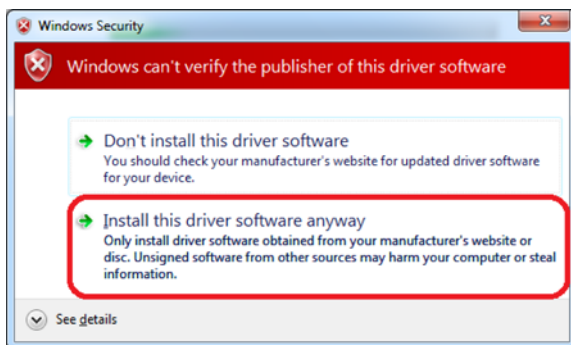 Windows Security
Windows can't verify the publisher of this driver software
Don't install this driver software
You should check your manufacturer's website for updated driver software
for your device.
Install this driver software anyway
Only install driver software obtained from your manufacturer's website or
disc. Unsigned software from other sources may harm your computer or steal
information.
See details